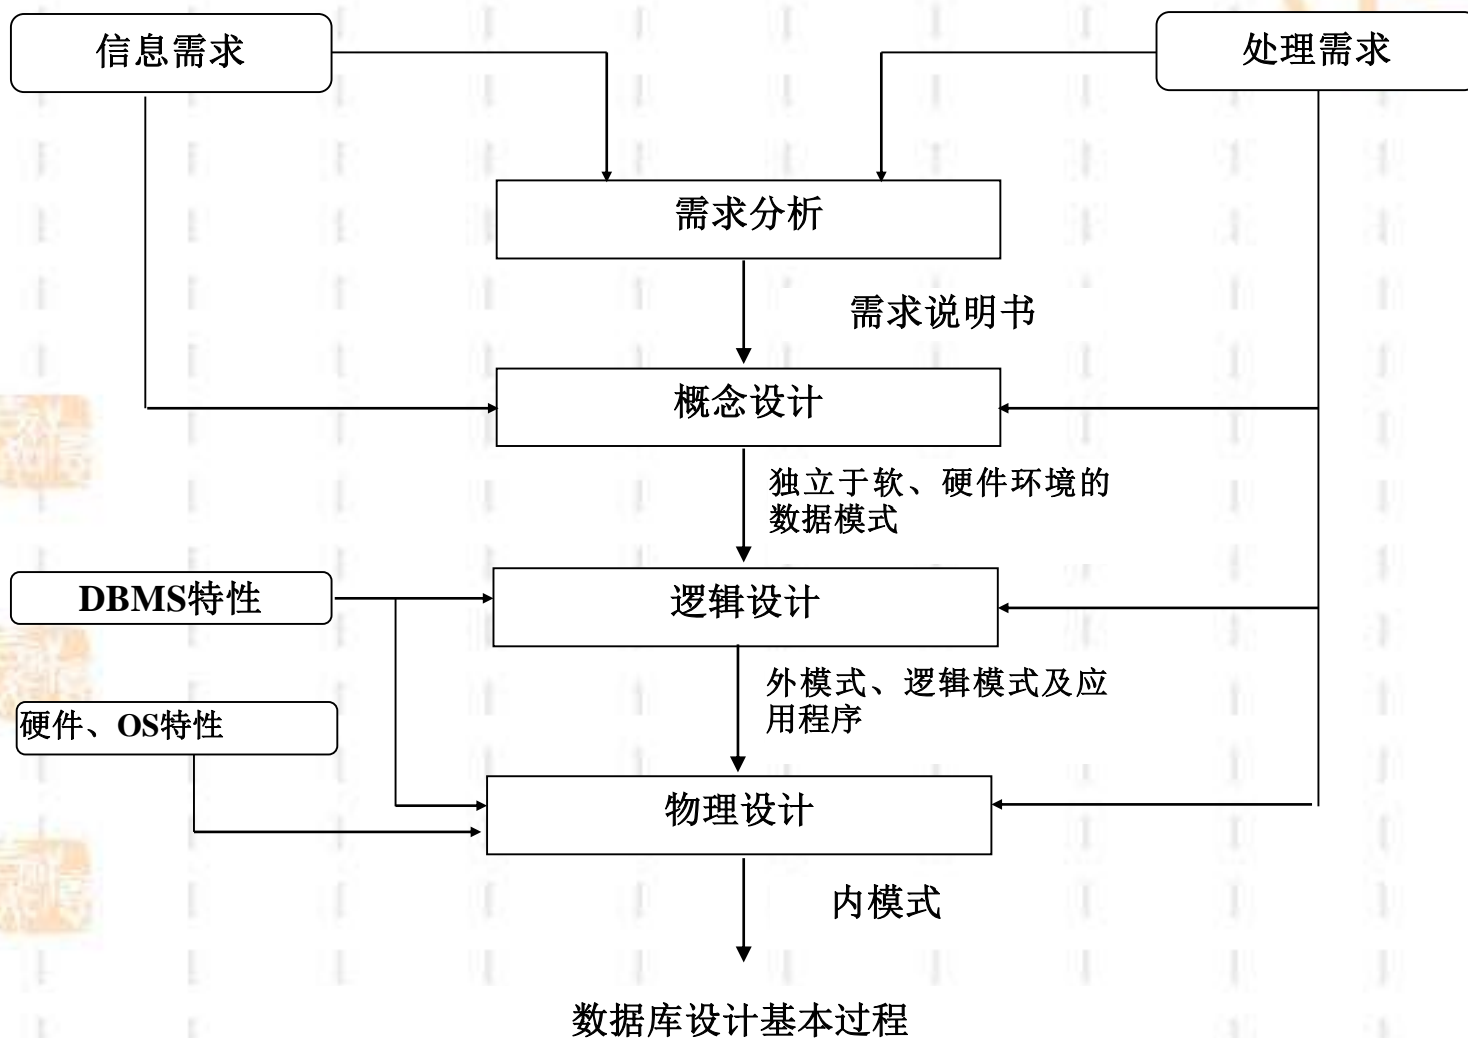 信息需求
处理需求
需求分析
需求说明书
概念设计
独立于软、硬件环境的
数据模式
DBMS特性
逻辑设计
外模式、逻辑模式及应
用程序
硬件、OS特性
物理设计
内模式
数据库设计基本过程